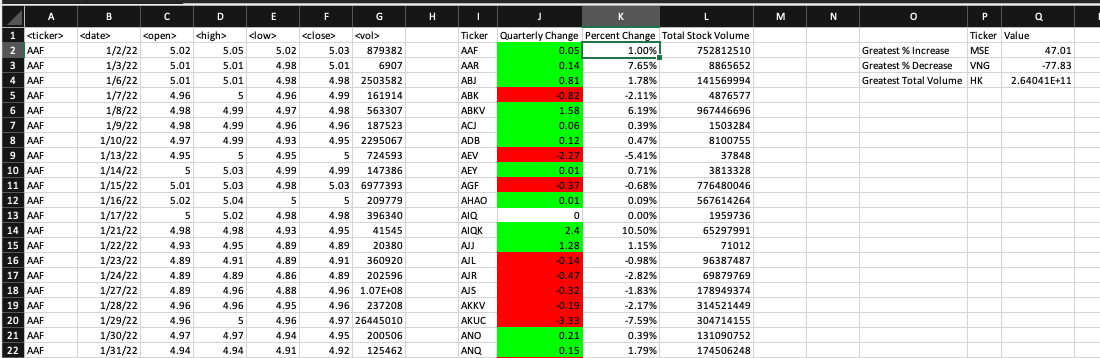 A B C D E F G H I J K L M N O P Q
1 <ticker> <date> <open> <high> <low> <close> <vol> Ticker Quarterly Change Percent Change Total Stock Volume Ticker Value
2 AAF 1/2/22 5.02 5.05 5.02 5.03 879382 AAF 0.05 1.00% 752812510 Greatest % Increase MSE 47.01
3 AAF 1/3/22 5.01 5.01 4.98 5.01 6907 AAR 0.14 7.65% 8865652 Greatest % Decrease VNG -77.83
4 AAF 1/6/22 5.01 5.01 4.98 4.98 2503582 ABJ 0.81 1.78% 141569994 Greatest Total Volume HK 2.64041E+11
5 AAF 1/7/22 4.96 5 4.96 4.99 161914 ABK -0.82 -2.11% 4876577
6 AAF 1/8/22 4.98 4.99 4.97 4.98 563307 ABKV 1.58 6.19% 967446696
7 AAF 1/9/22 4.98 4.99 4.96 4.96 187523 ACJ 0.06 0.39% 1503284
8 AAF 1/10/22 4.97 4.99 4.93 4.95 2295067 ADB 0.12 0.47% 8100755
9 AAF 1/13/22 4.95 5 4.95 5 724593 AEV -2.27 -5.41% 37848
10 AAF 1/14/22 5 5.03 4.99 4.99 147386 AEY 0.01 0.71% 3813328
11 AAF 1/15/22 5.01 5.03 4.98 5.03 6977393 AGF -0.37 -0.68% 776480046
12 AAF 1/16/22 5.02 5.04 5 5 209779 AHAO 0.01 0.09% 567614264
13 AAF 1/17/22 5 5.02 4.98 4.98 396340 AIQ 0 0.00% 1959736
14 AAF 1/21/22 4.98 4.98 4.93 4.95 41545 AIQK 2.4 10.50% 65297991
15 AAF 1/22/22 4.93 4.95 4.89 4.89 20380 AJJ 1.28 1.15% 71012
16 AAF 1/23/22 4.89 4.91 4.89 4.91 360920 AJL -0.14 -0.98% 96387487
17 AAF 1/24/22 4.89 4.89 4.86 4.89 202596 AJR -0.47 -2.82% 69879769
18 AAF 1/27/22 4.89 4.96 4.88 4.96 1.07E+08 AJS -0.32 -1.83% 178949374
19 AAF 1/28/22 4.96 4.96 4.95 4.96 237208 AKKV -0.19 -2.17% 314521449
20 AAF 1/29/22 4.96 5 4.96 4.97 26445010 AKUC -3.33 -7.59% 304714155
21 AAF 1/30/22 4.97 4.97 4.94 4.95 200506 ANO 0.21 0.39% 131090752
22 AAF 1/31/22 4.94 4.94 4.91 4.92 125462 ANQ 0.15 1.79% 174506248